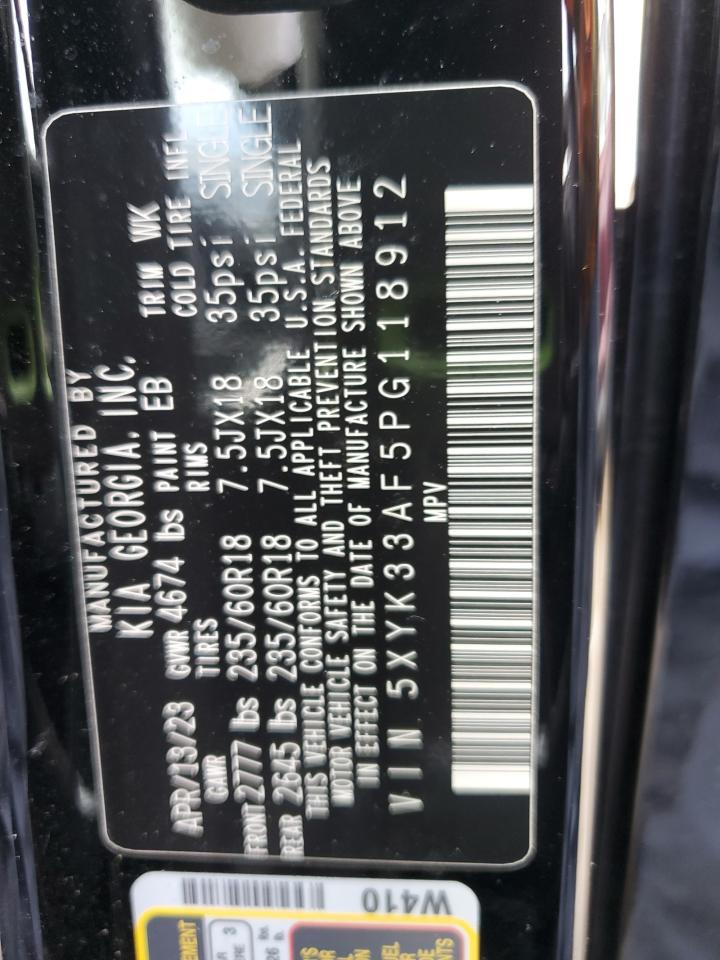 MANUFACTURED BY
KIA GEORGIA. INC.
APR/13/23 GVWR 4674 lbs PAINT EB TRIM WK
GAWR TIRES RIMS COLD TIRE INFL
FRONT 2777 lbs 235/60R18 7.5JX18 35psi SINGLE
REAR 2645 lbs 235/60R18 7.5JX18 35psi SINGLE
THIS VEHICLE CONFORMS TO ALL APPLICABLE U.S.A. FEDERAL
MOTOR VEHICLE SAFETY AND THEFT PREVENTION STANDARDS
IN EFFECT ON THE DATE OF MANUFACTURE SHOWN ABOVE
VIN 5XYK33AF5PG118912
MPV
W410